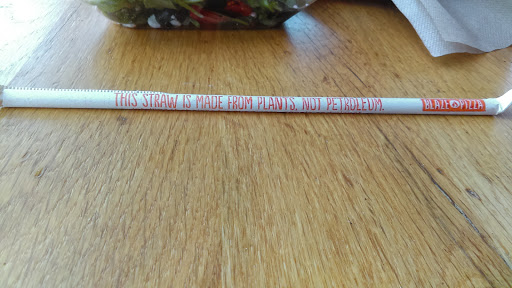 THIS STRAW IS MADE FROM PLANTS, NOT PETROLEUM.
BLAZE PIZZA